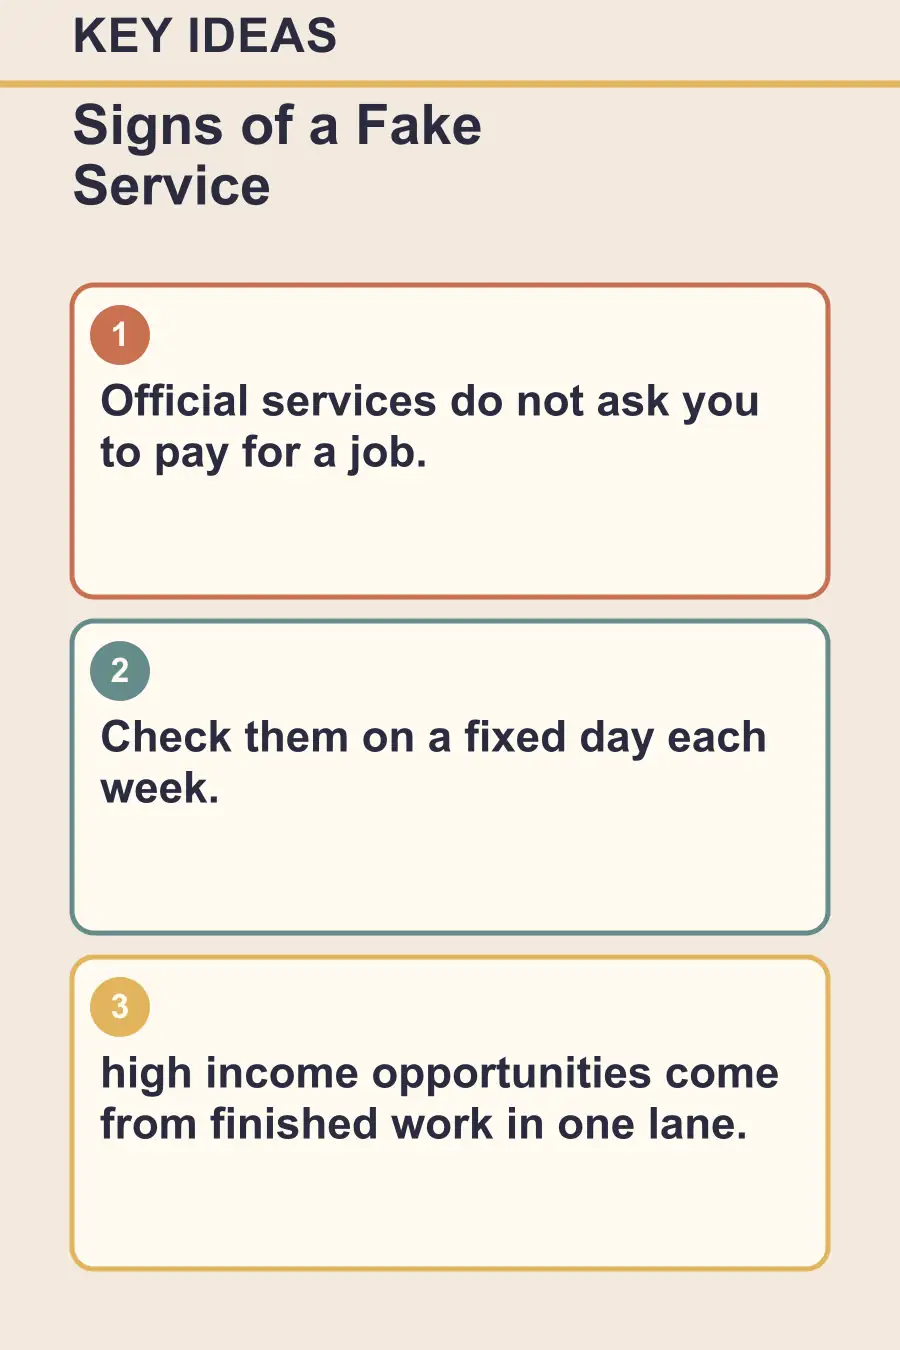 KEY IDEAS
Signs of a Fake
Service
1
Official services do not ask you
to pay for a job.
2
Check them on a fixed day each
week.
3
high income opportunities come
from finished work in one lane.